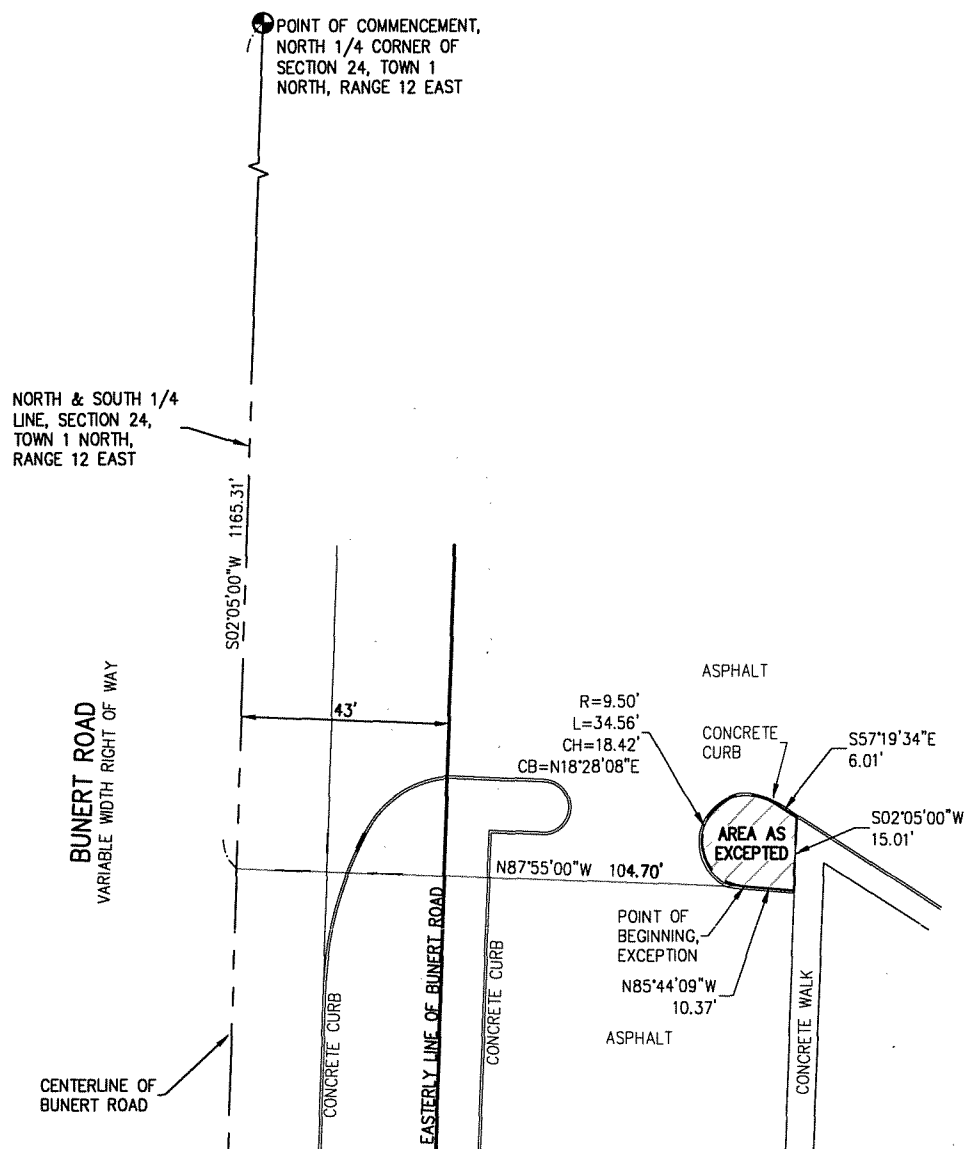 POINT OF COMMENCEMENT,
NORTH 1/4 CORNER OF
SECTION 24, TOWN 1
NORTH, RANGE 12 EAST
NORTH & SOUTH 1/4
LINE, SECTION 24,
TOWN 1 NORTH,
RANGE 12 EAST
S02°05'00"W 1165.31'
BUNERT ROAD
VARIABLE WIDTH RIGHT OF WAY
43'
R=9.50'
L=34.56'
CH=18.42'
CB=N18°28'08"E
ASPHALT
CONCRETE
CURB
S57°19'34"E
6.01'
S02°05'00"W
15.01'
AREA AS
EXCEPTED
N87°55'00"W 104.70'
POINT OF
BEGINNING,
EXCEPTION
N85°44'09"W
10.37'
ASPHALT
CONCRETE CURB
EASTERLY LINE OF BUNERT ROAD
CONCRETE CURB
CONCRETE WALK
CENTERLINE OF
BUNERT ROAD